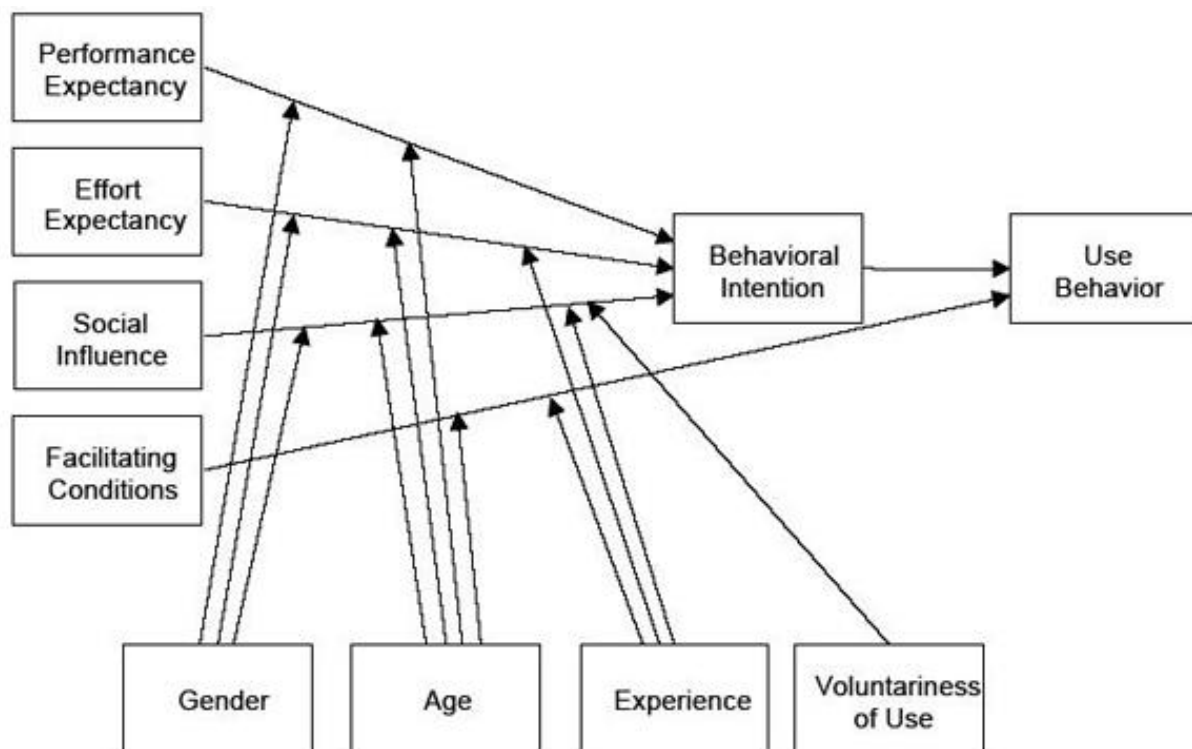 Performance
Expectancy
Effort
Expectancy
Social
Influence
Facilitating
Conditions
Behavioral
Intention
Use
Behavior
Gender
Age
Experience
Voluntariness
of Use